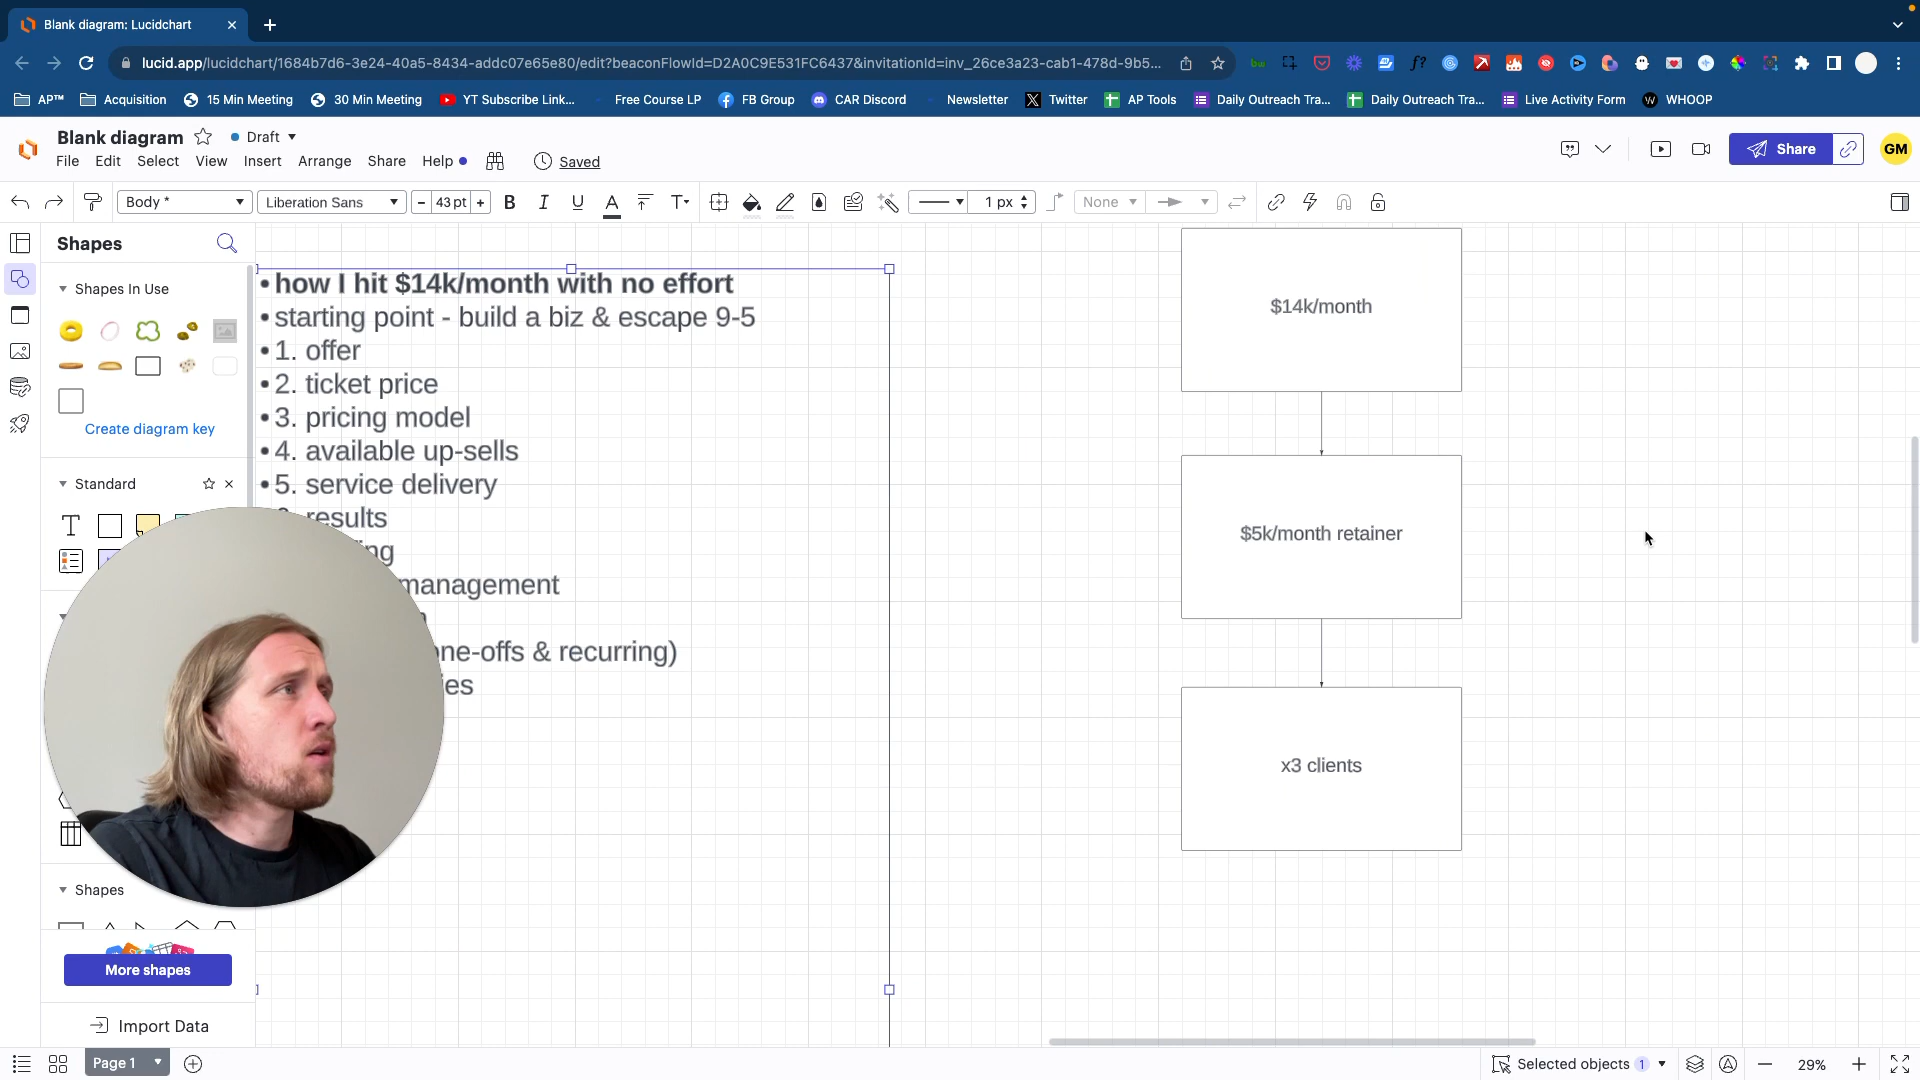 Blank diagram: Lucidchart
lucid.app/lucidchart/1684b7d6-3e24-40a5-8434-addc07e65e80/edit?beaconFlowId=D2A0C9E531FC6437&invitationId=inv_26ce3a23-cab1-478d-9b5...
AP™ Acquisition 15 Min Meeting 30 Min Meeting YT Subscribe Link... Free Course LP FB Group CAR Discord Newsletter Twitter AP Tools Daily Outreach Tra... Daily Outreach Tra... Live Activity Form WHOOP
Blank diagram Draft
File Edit Select View Insert Arrange Share Help Saved
Share GM
Body * Liberation Sans - 43 pt + B I U A T 1 px None
Shapes
Shapes In Use
Create diagram key
Standard
T
Shapes
More shapes
Import Data
• how I hit $14k/month with no effort
• starting point - build a biz & escape 9-5
• 1. offer
• 2. ticket price
• 3. pricing model
• 4. available up-sells
• 5. service delivery
results
ng
management
one-offs & recurring)
ies
$14k/month
$5k/month retainer
x3 clients
Page 1
Selected objects 1
29%